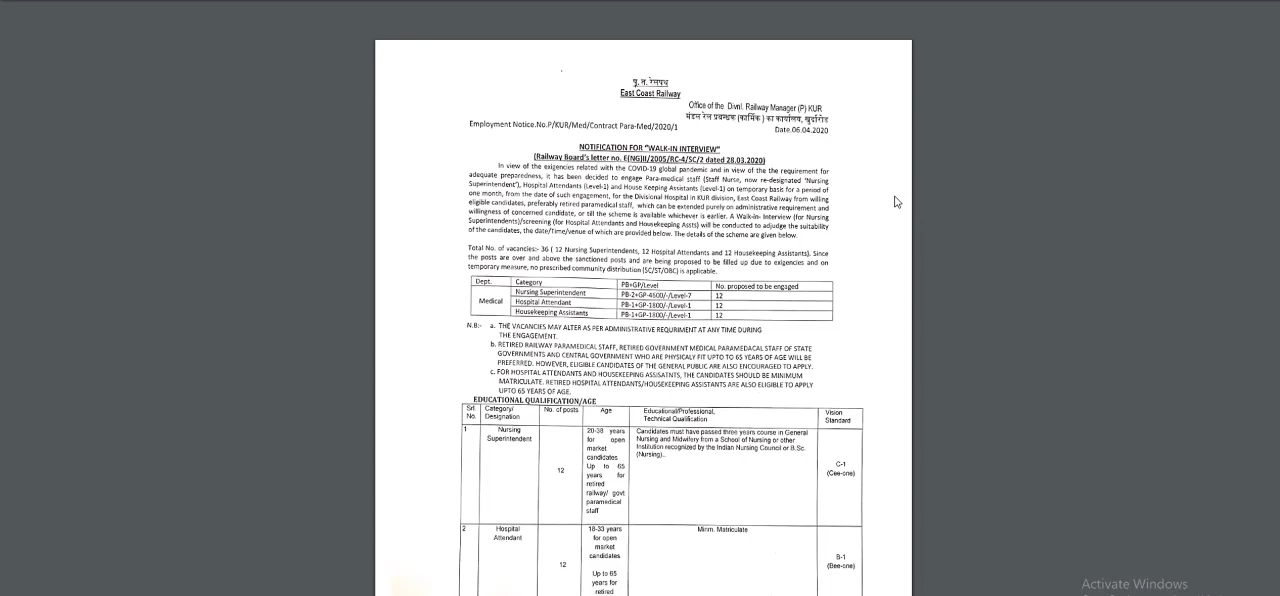 पू. त. रेलपथ
East Coast Railway
Office of the Divnl. Railway Manager (P) KUR
मंडल रेल प्रबन्धक (कार्मिक) का कार्यालय, खुर्दारोड
Employment Notice.No.P/KUR/Med/Contract Para-Med/2020/1
Date.06.04.2020
NOTIFICATION FOR "WALK-IN INTERVIEW"
(Railway Board's letter no. E(NG)II/2005/RC-4/SC/2 dated 28.03.2020)
In view of the exigencies related with the COVID-19 global pandemic and in view of the the requirement for
adequate preparedness, it has been decided to engage Para-medical staff (Staff Nurse, now re-designated 'Nursing
Superintendent'), Hospital Attendants (Level-1) and House Keeping Assistants (Level-1) on temporary basis for a period of
one month, from the date of such engagement, for the Divisional Hospital in KUR division, East Coast Railway from willing
eligible candidates, preferably retired paramedical staff, which can be extended purely on administrative requirement and
willingness of concerned candidate, or till the scheme is available whichever is earlier. A Walk-in- Interview (for Nursing
Superintendents)/screening (for Hospital Attendants and Housekeeping Assts) will be conducted to adjudge the suitability
of the candidates, the date/time/venue of which are provided below. The details of the scheme are given below.
Total No. of vacancies:- 36 ( 12 Nursing Superintendents, 12 Hospital Attendants and 12 Housekeeping Assistants). Since
the posts are over and above the sanctioned posts and are being proposed to be filled up due to exigencies and on
temporary measure, no prescribed community distribution (SC/ST/OBC) is applicable.
Dept. Category PB+GP/Level No. proposed to be engaged
Medical Nursing Superintendent PB-2+GP-4600/-/Level-7 12
Hospital Attendant PB-1+GP-1800/-/Level-1 12
Housekeeping Assistants PB-1+GP-1800/-/Level-1 12
N.B:- a. THE VACANCIES MAY ALTER AS PER ADMINISTRATIVE REQURIMENT AT ANY TIME DURING
THE ENGAGEMENT.
b. RETIRED RAILWAY PARAMEDICAL STAFF, RETIRED GOVERNMENT MEDICAL PARAMEDACAL STAFF OF STATE
GOVERNMENTS AND CENTRAL GOVERNMENT WHO ARE PHYSICALY FIT UPTO TO 65 YEARS OF AGE WILL BE
PREFERRED. HOWEVER, ELIGIBLE CANDIDATES OF THE GENERAL PUBLIC ARE ALSO ENCOURAGED TO APPLY.
c. FOR HOSPITAL ATTENDANTS AND HOUSEKEEPING ASSISATNTS, THE CANDIDATES SHOULD BE MINIMUM
MATRICULATE. RETIRED HOSPITAL ATTENDANTS/HOUSEKEEPING ASSISTANTS ARE ALSO ELIGIBLE TO APPLY
UPTO 65 YEARS OF AGE.
EDUCATIONAL QUALIFICATION/AGE
Srl. No. Category/ Designation No. of posts Age Educational/Professional, Technical Qualification Vision Standard
1
Nursing
Superintendent
12
20-38 years
for open
market
candidates
Up to 65
years for
retired
railway/ govt
paramedical
staff
Candidates must have passed three years course in General
Nursing and Midwifery from a School of Nursing or other
Institution recognized by the Indian Nursing Council or B.Sc.
(Nursing)..
C-1
(Cee-one)
2
Hospital
Attendant
12
18-33 years
for open
market
candidates
Up to 65
years for
retired
Minm. Matriculate
B-1
(Bee-one)
Activate Windows